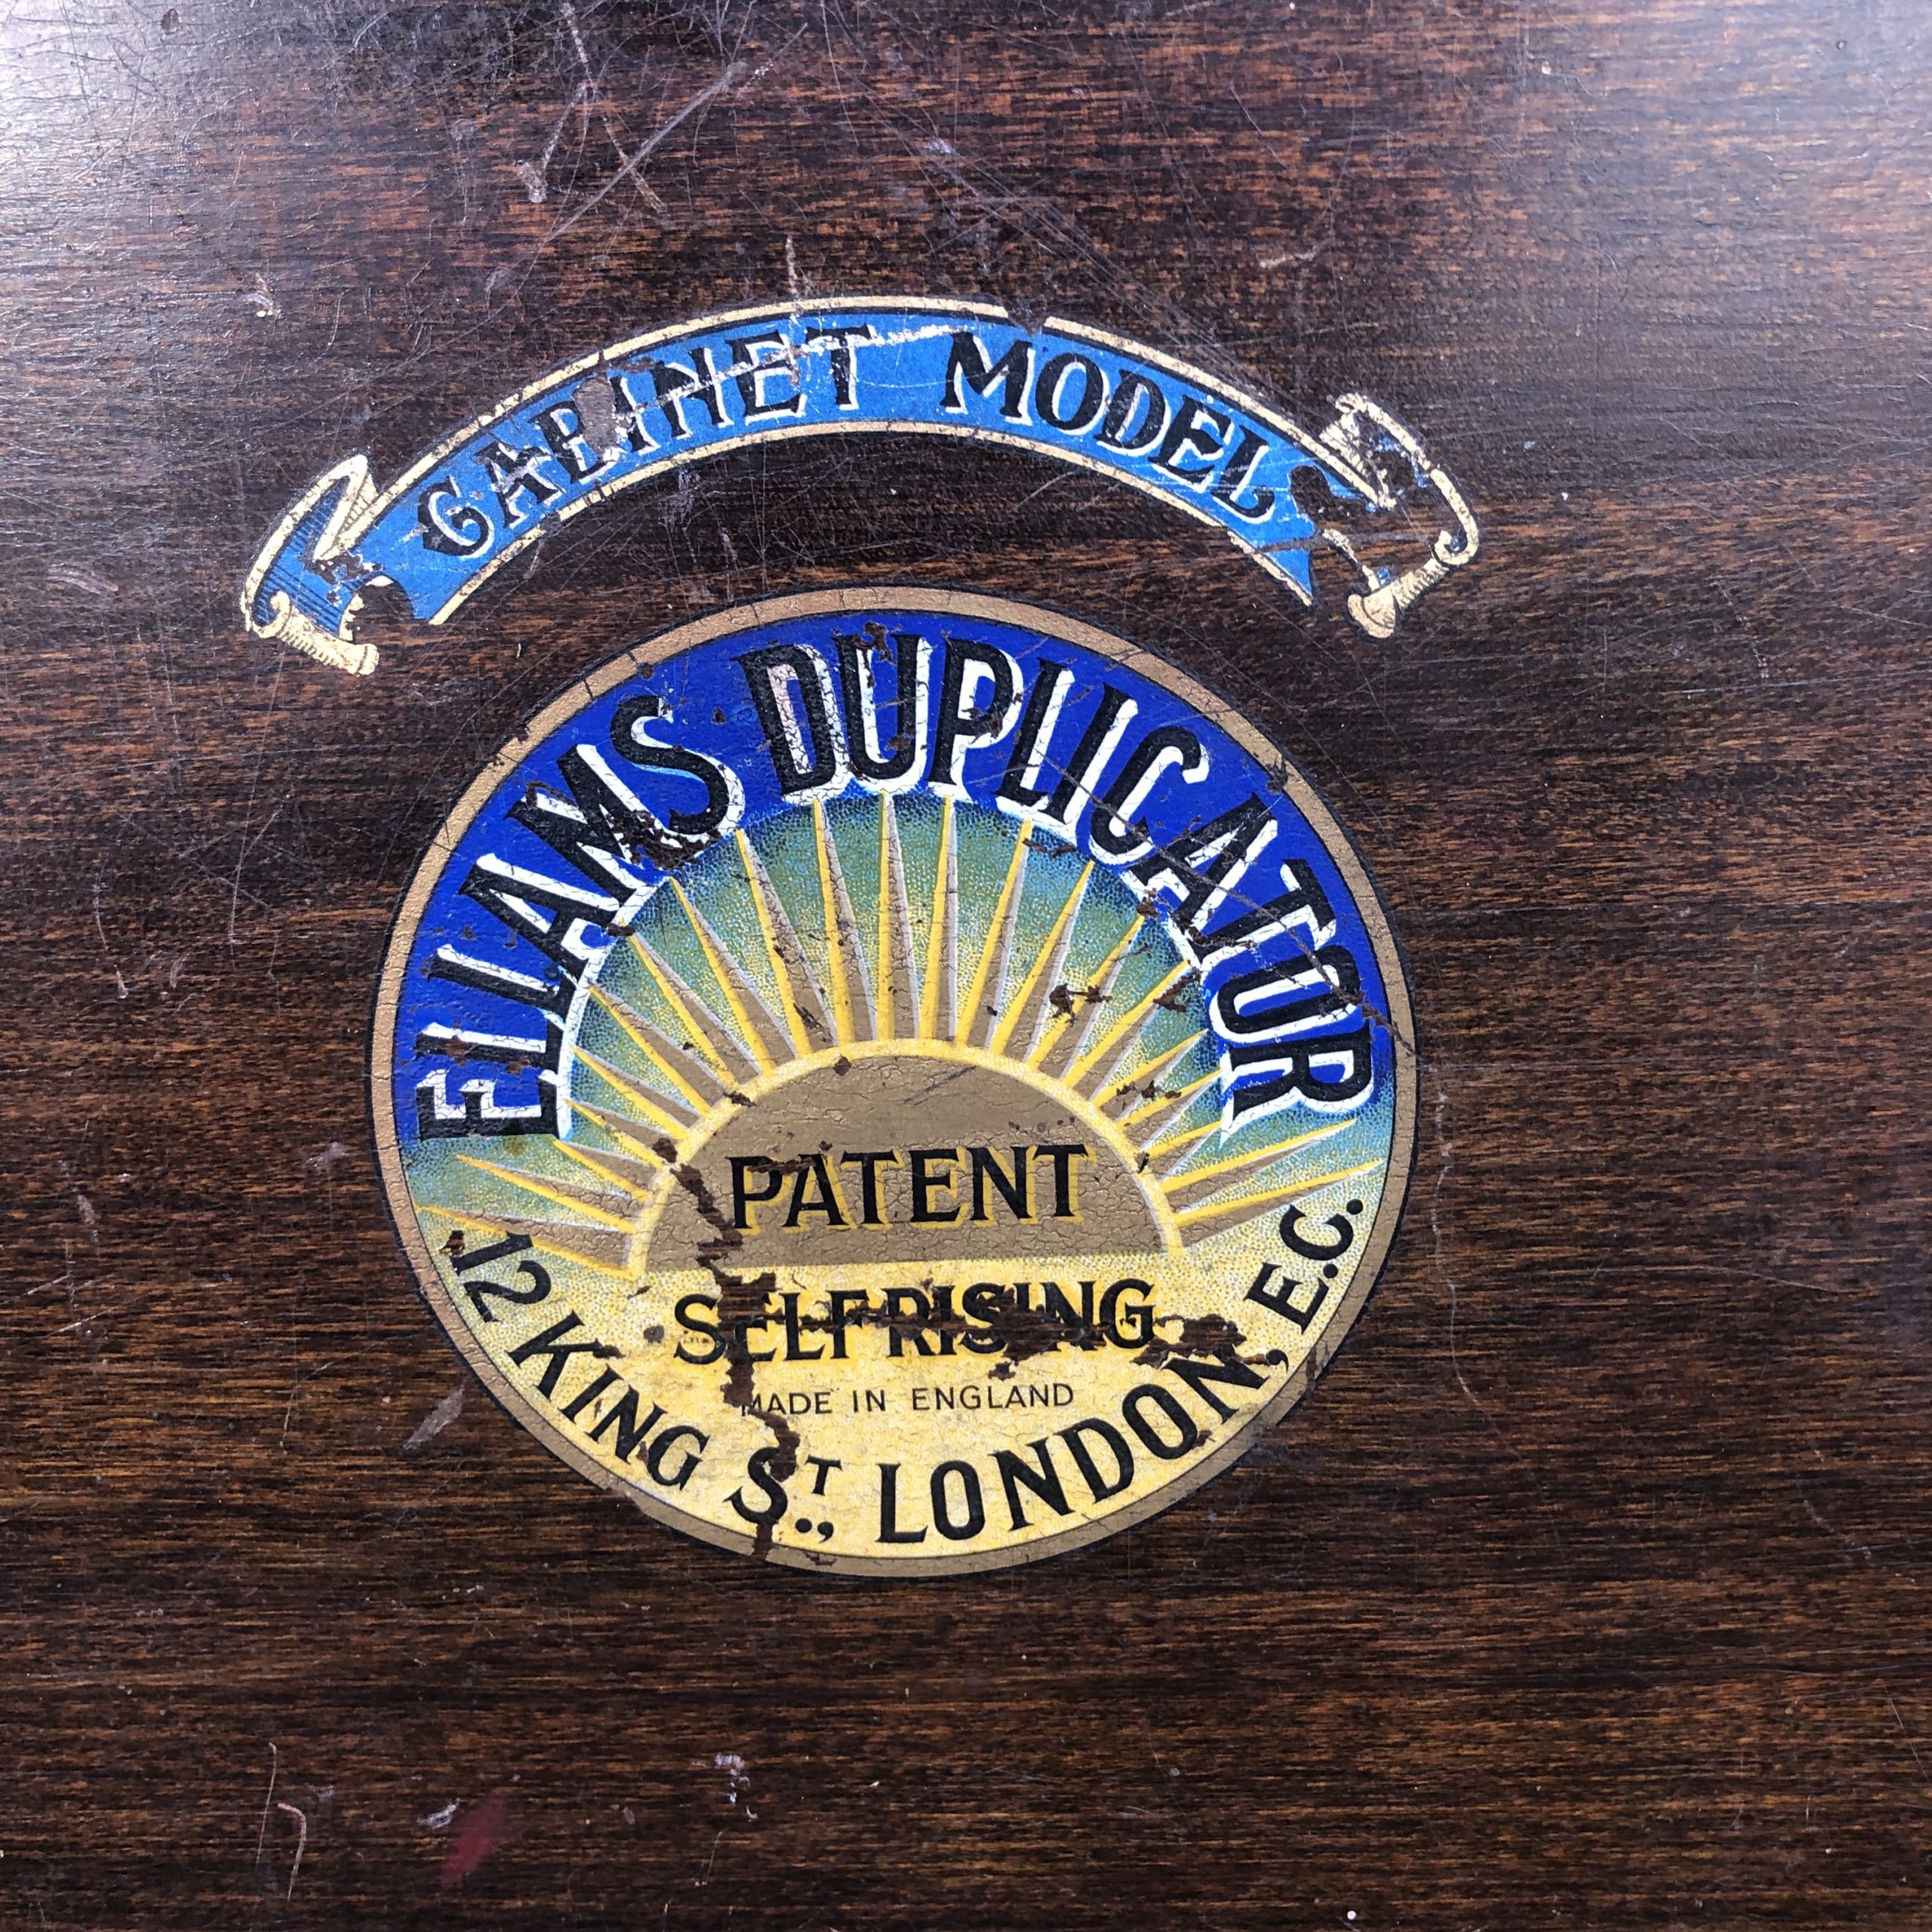 CABINET MODEL
ELLAMS DUPLICATOR
PATENT
SELF RISING
MADE IN ENGLAND
12 KING ST., LONDON, E.C.